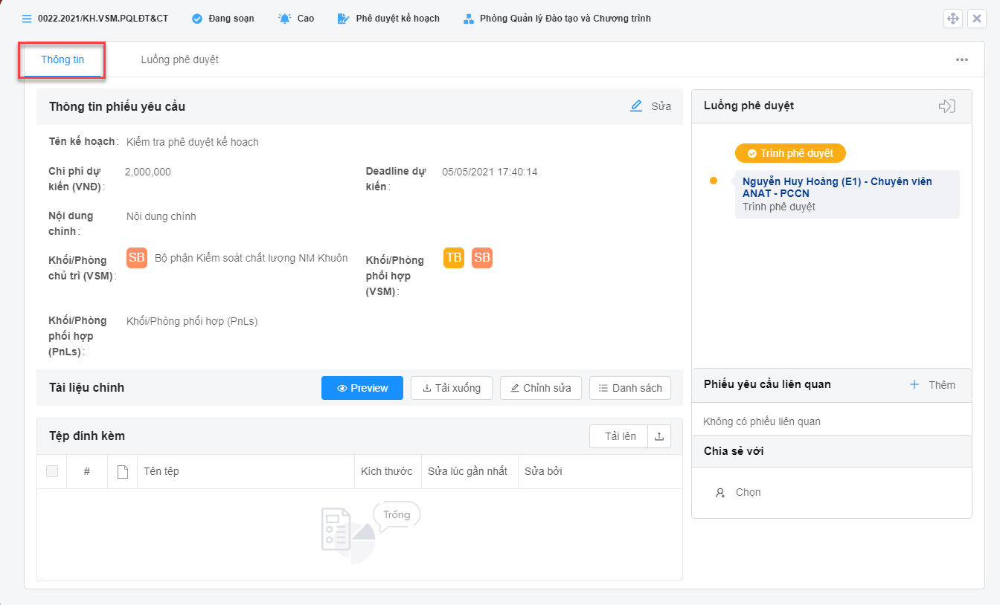 0022.2021/KH.VSM.PQLĐT&CT
Đang soạn
Cao
Phê duyệt kế hoạch
Phòng Quản lý Đào tạo và Chương trình
Thông tin
Luồng phê duyệt
Thông tin phiếu yêu cầu
Sửa
Tên kế hoạch: Kiểm tra phê duyệt kế hoạch
Chi phí dự
kiến (VNĐ): 2,000,000
Deadline dự
kiến: 05/05/2021 17:40:14
Nội dung
chính: Nội dung chính
Khối/Phòng
chủ trì (VSM): SB Bộ phận Kiểm soát chất lượng NM Khuôn
Khối/Phòng
phối hợp
(VSM): TB SB
Khối/Phòng
phối hợp
(PnLs): Khối/Phòng phối hợp (PnLs)
Tài liệu chính
Preview
Tải xuống
Chỉnh sửa
Danh sách
Tệp đính kèm
Tải lên
# Tên tệp Kích thước Sửa lúc gần nhất Sửa bởi
Trống
Luồng phê duyệt
Trình phê duyệt
Nguyễn Huy Hoàng (E1) - Chuyên viên
ANAT - PCCN
Trình phê duyệt
Phiếu yêu cầu liên quan
Thêm
Không có phiếu liên quan
Chia sẻ với
Chọn